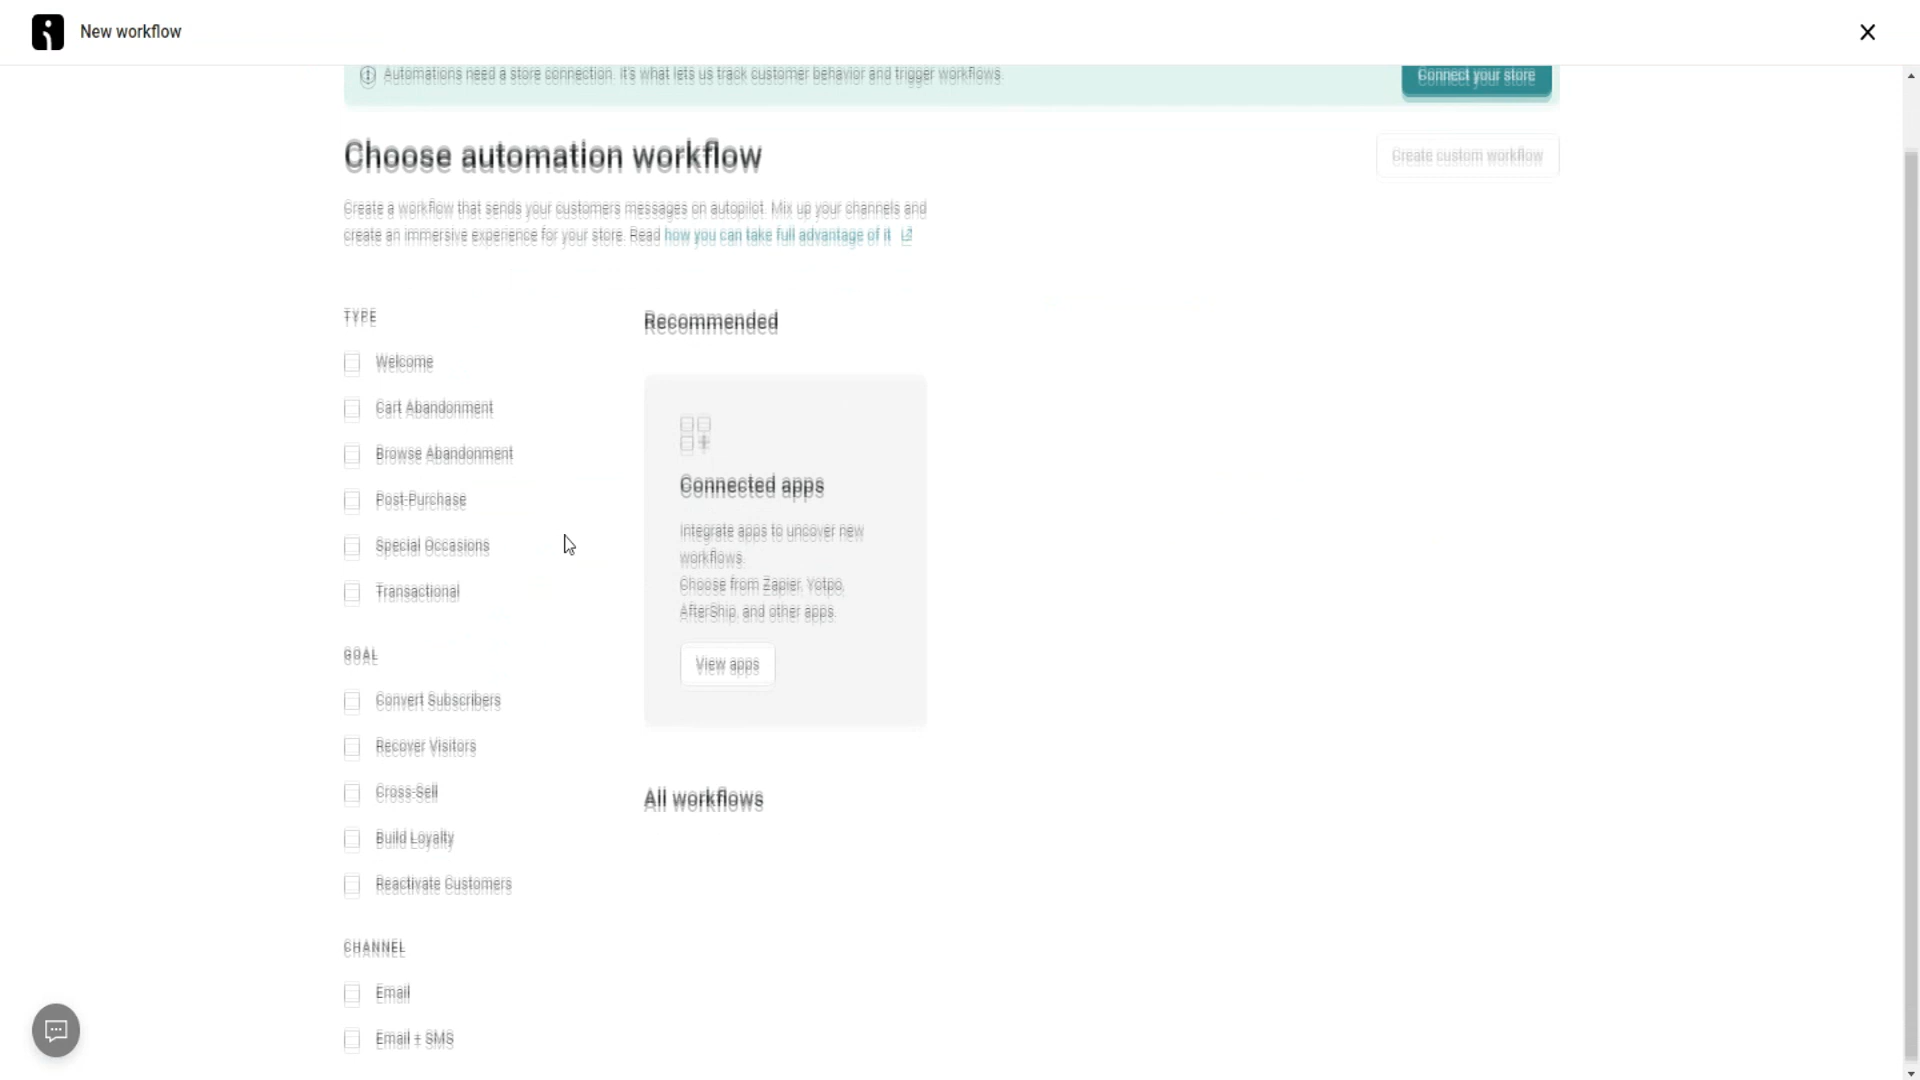 New workflow
Automations need a store connection. It's what lets us track customer behavior and trigger workflows.
Connect your store
Choose automation workflow
Create custom workflow
Create a workflow that sends your customers messages on autopilot. Mix up your channels and
create an immersive experience for your store. Read how you can take full advantage of it
TYPE
Welcome
Cart Abandonment
Browse Abandonment
Post-Purchase
Special Occasions
Transactional
GOAL
Convert Subscribers
Recover Visitors
Cross-Sell
Build Loyalty
Reactivate Customers
CHANNEL
Email
Email + SMS
Recommended
Connected apps
Integrate apps to uncover new
workflows.
Choose from Zapier, Yotpo,
AfterShip, and other apps.
View apps
All workflows